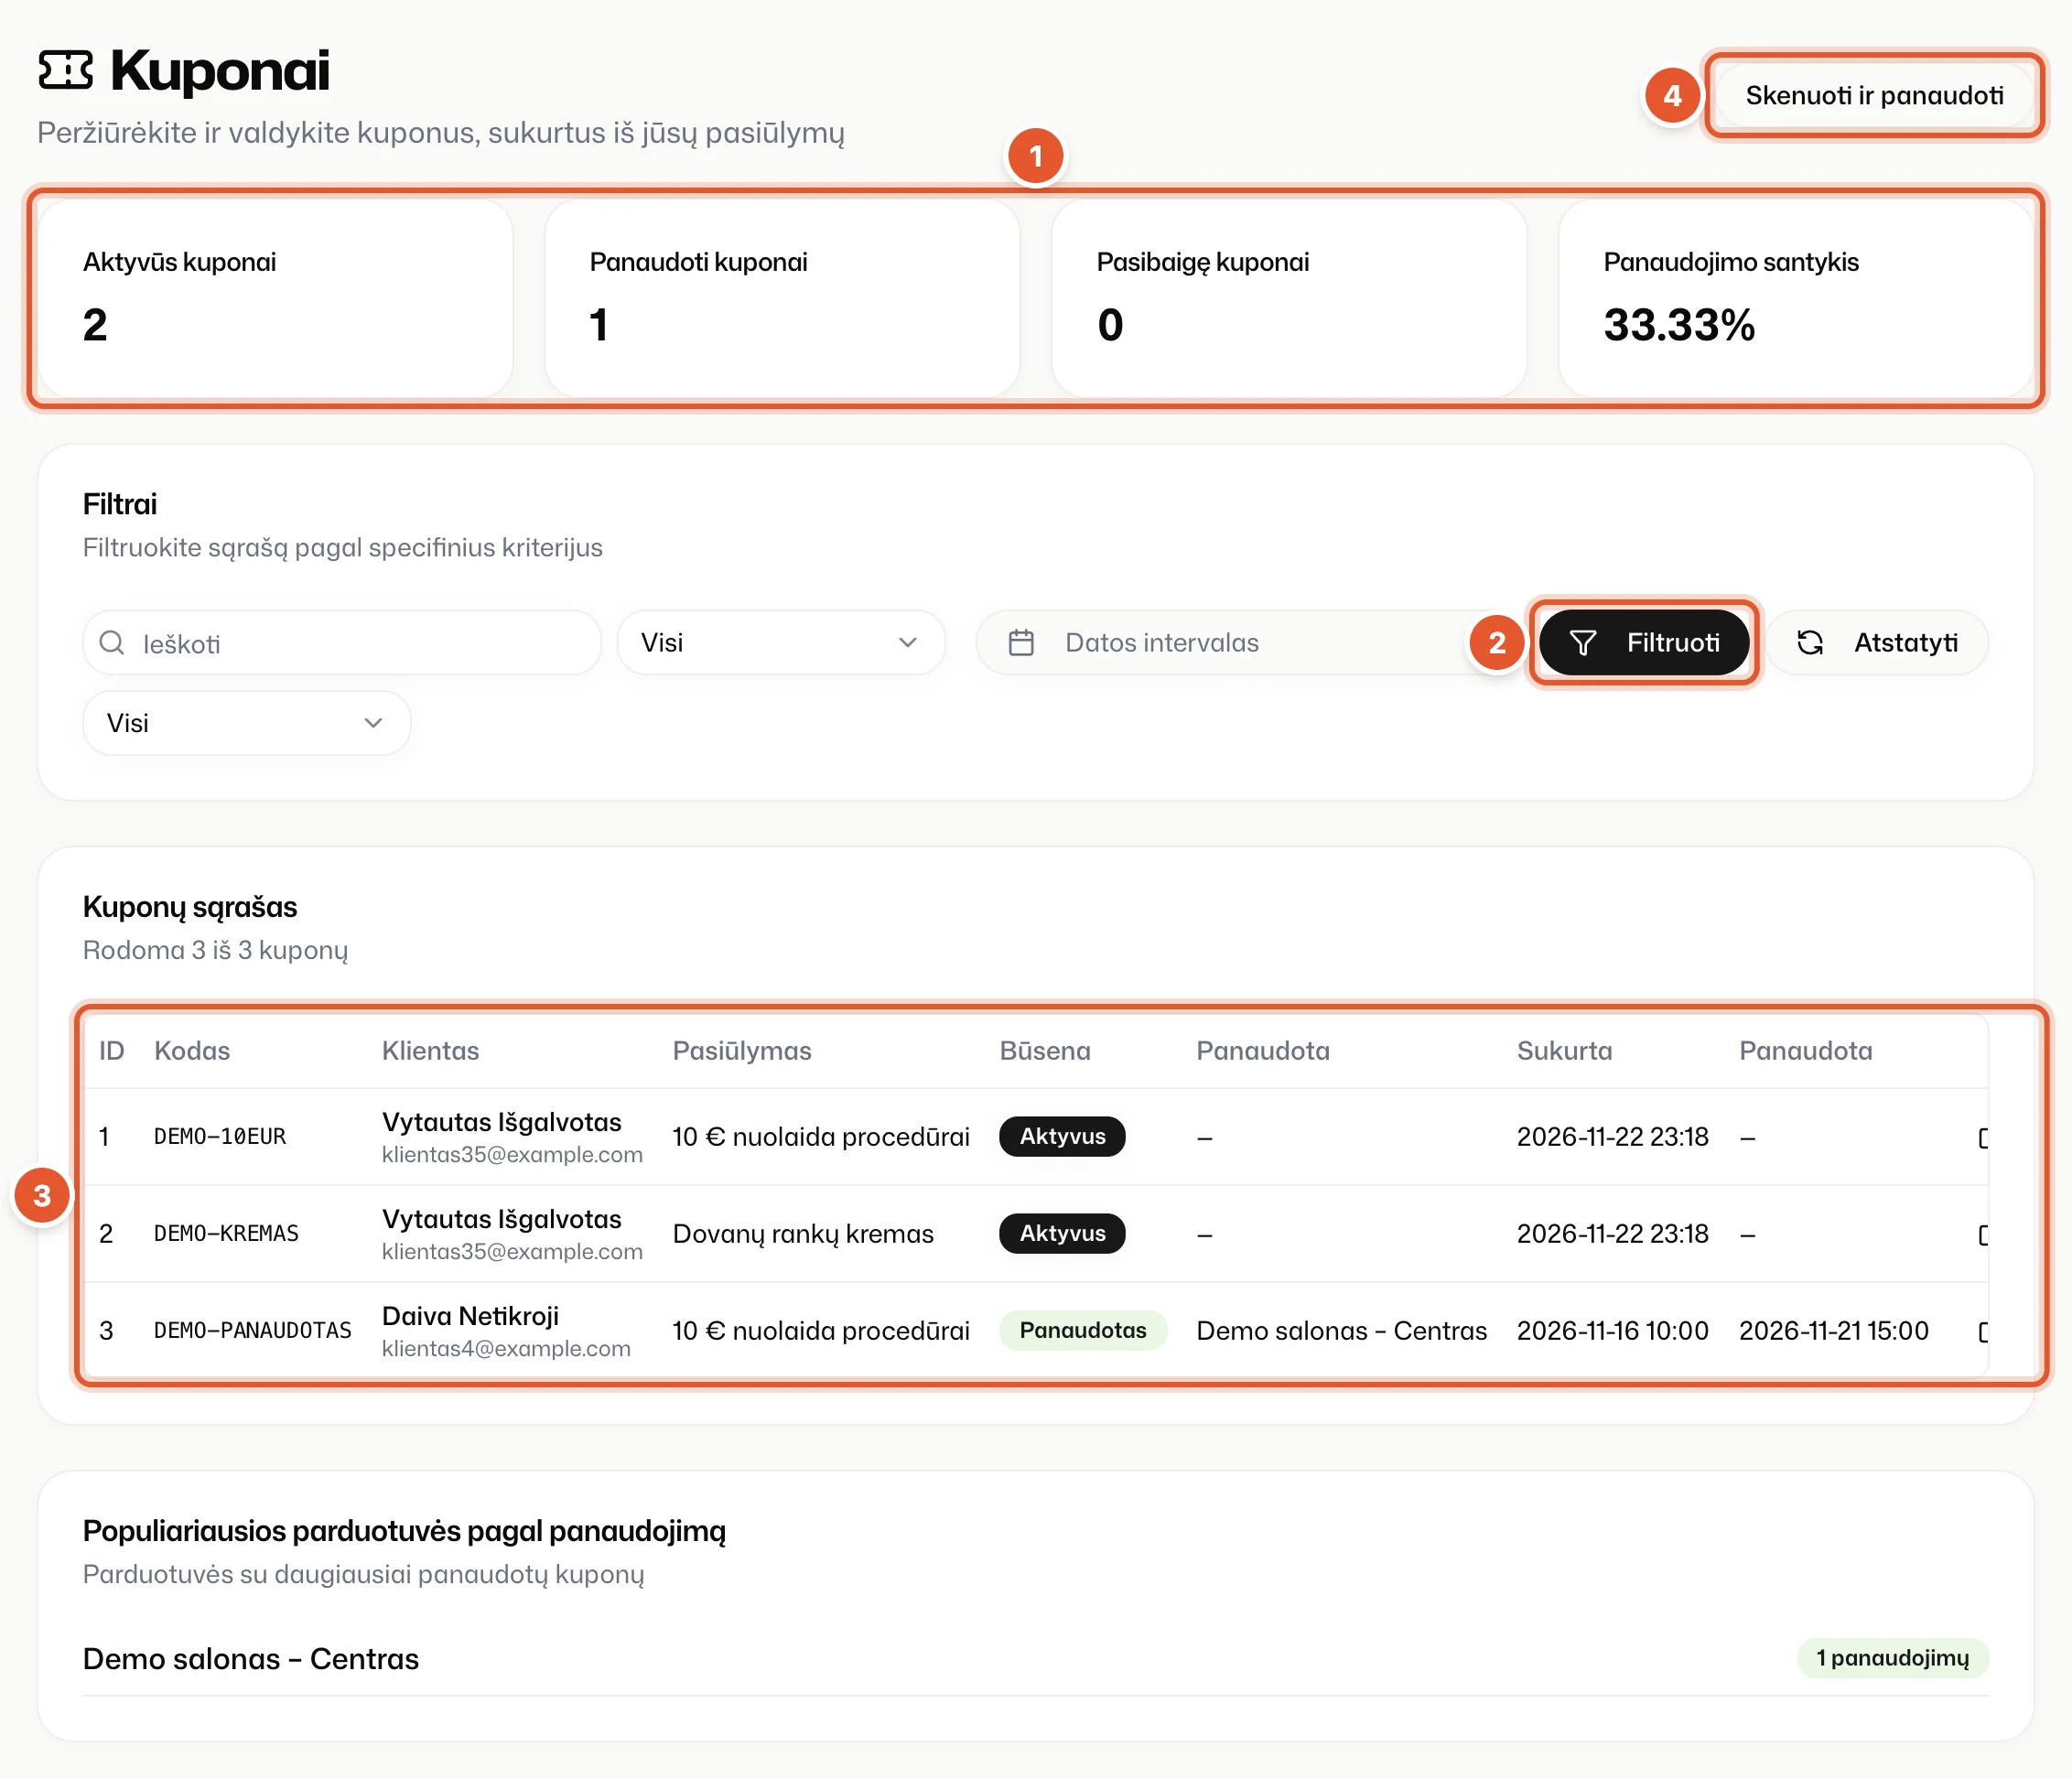 Kuponai
Peržiūrėkite ir valdykite kuponus, sukurtus iš jūsų pasiūlymų
4
Skenuoti ir panaudoti
1
Aktyvūs kuponai
2
Panaudoti kuponai
1
Pasibaigę kuponai
0
Panaudojimo santykis
33.33%
Filtrai
Filtruokite sąrašą pagal specifinius kriterijus
Ieškoti
Visi
Datos intervalas
2
Filtruoti
Atstatyti
Visi
Kuponų sąrašas
Rodoma 3 iš 3 kuponų
3
ID Kodas Klientas Pasiūlymas Būsena Panaudota Sukurta Panaudota
1 DEMO-10EUR Vytautas Išgalvotas 10 € nuolaida procedūrai Aktyvus – 2026-11-22 23:18 –
klientas35@example.com
2 DEMO-KREMAS Vytautas Išgalvotas Dovanų rankų kremas Aktyvus – 2026-11-22 23:18 –
klientas35@example.com
3 DEMO-PANAUDOTAS Daiva Netikroji 10 € nuolaida procedūrai Panaudotas Demo salonas – Centras 2026-11-16 10:00 2026-11-21 15:00
klientas4@example.com
Populiariausios parduotuvės pagal panaudojimą
Parduotuvės su daugiausiai panaudotų kuponų
Demo salonas – Centras
1 panaudojimų